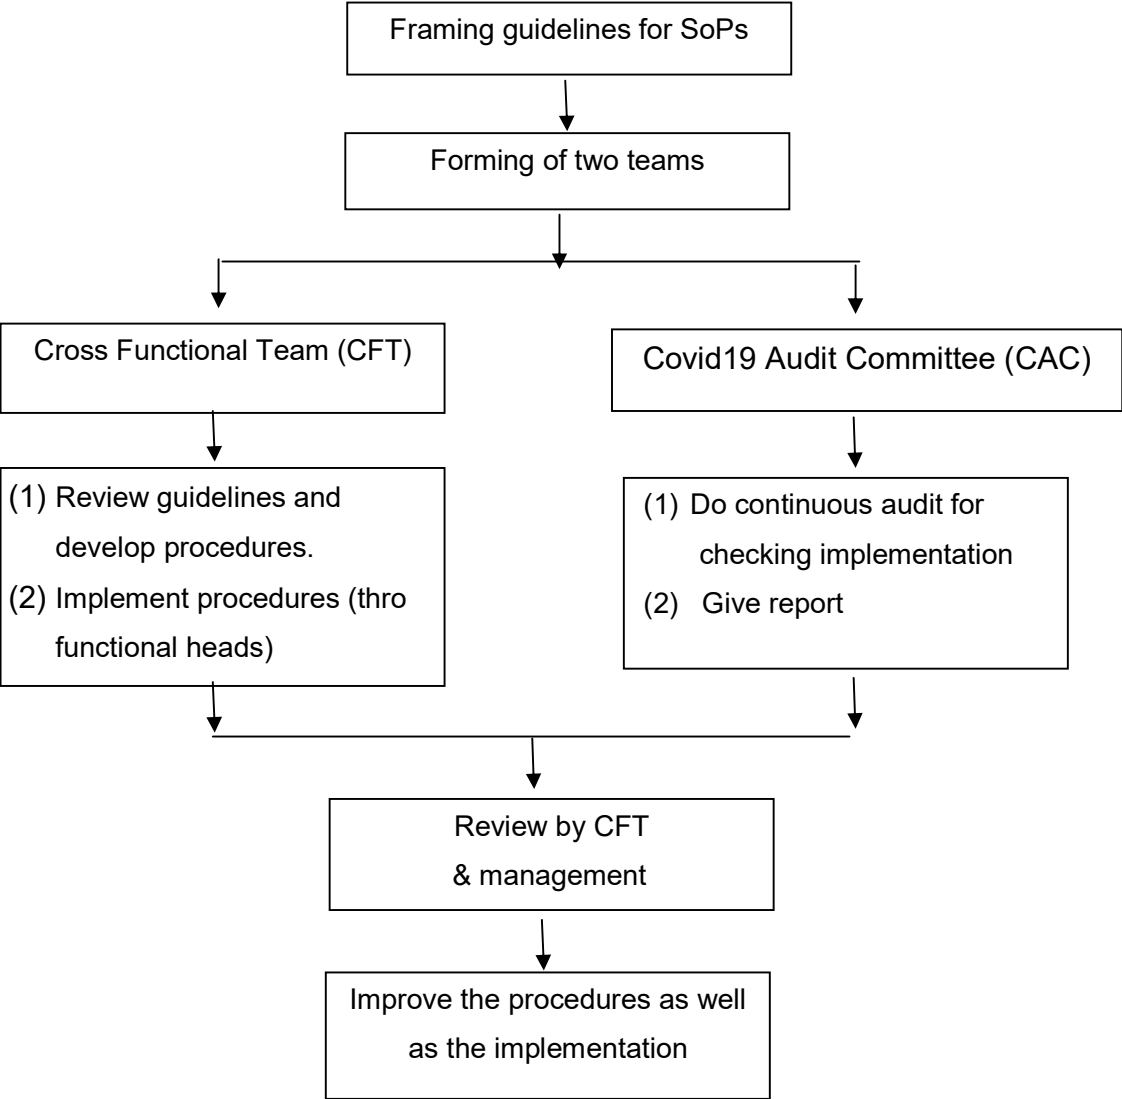 Framing guidelines for SoPs
Forming of two teams
Cross Functional Team (CFT)
Covid19 Audit Committee (CAC)
(1) Review guidelines and
develop procedures.
(2) Implement procedures (thro
functional heads)
(1) Do continuous audit for
checking implementation
(2) Give report
Review by CFT
& management
Improve the procedures as well
as the implementation